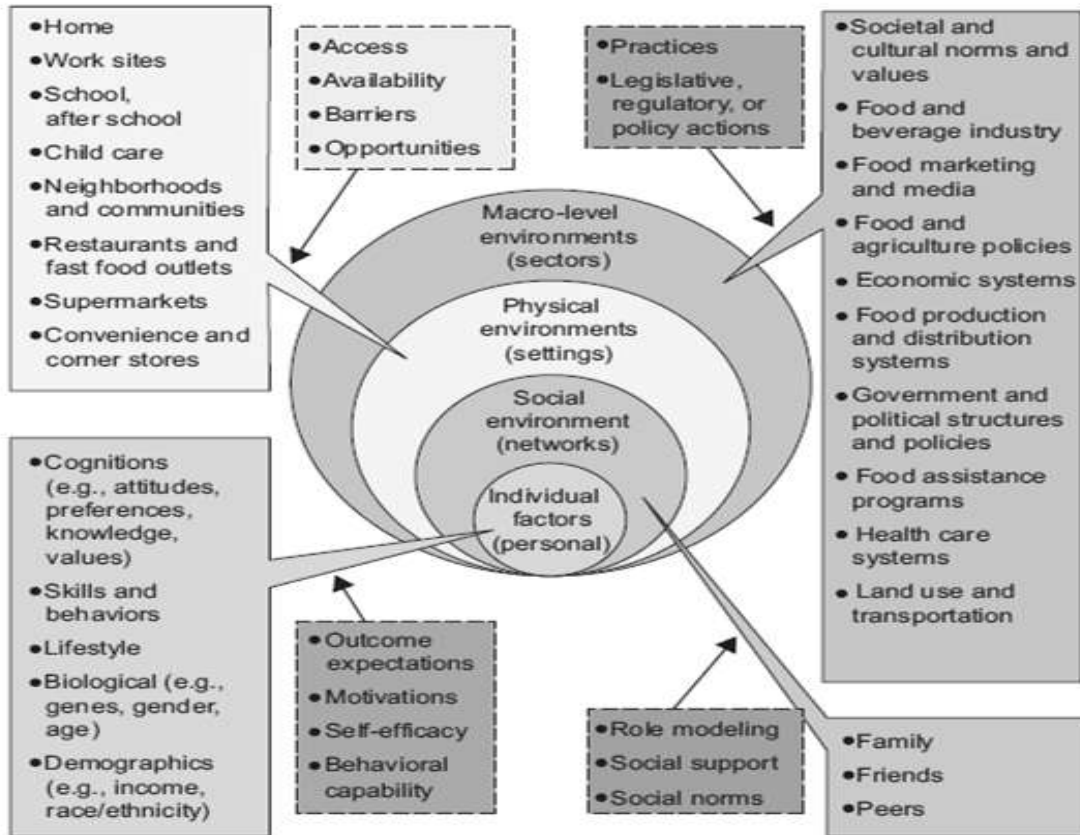 •Home
•Work sites
•School,
after school
•Child care
•Neighborhoods
and communities
•Restaurants and
fast food outlets
•Supermarkets
•Convenience and
corner stores
•Access
•Availability
•Barriers
•Opportunities
•Practices
•Legislative,
regulatory, or
policy actions
•Societal and
cultural norms and
values
•Food and
beverage industry
•Food marketing
and media
•Food and
agriculture policies
•Economic systems
•Food production
and distribution
systems
•Government and
political structures
and policies
•Food assistance
programs
•Health care
systems
•Land use and
transportation
Macro-level
environments
(sectors)
Physical
environments
(settings)
Social
environment
(networks)
Individual
factors
(personal)
•Cognitions
(e.g., attitudes,
preferences,
knowledge,
values)
•Skills and
behaviors
•Lifestyle
•Biological (e.g.,
genes, gender,
age)
•Demographics
(e.g., income,
race/ethnicity)
•Outcome
expectations
•Motivations
•Self-efficacy
•Behavioral
capability
•Role modeling
•Social support
•Social norms
•Family
•Friends
•Peers